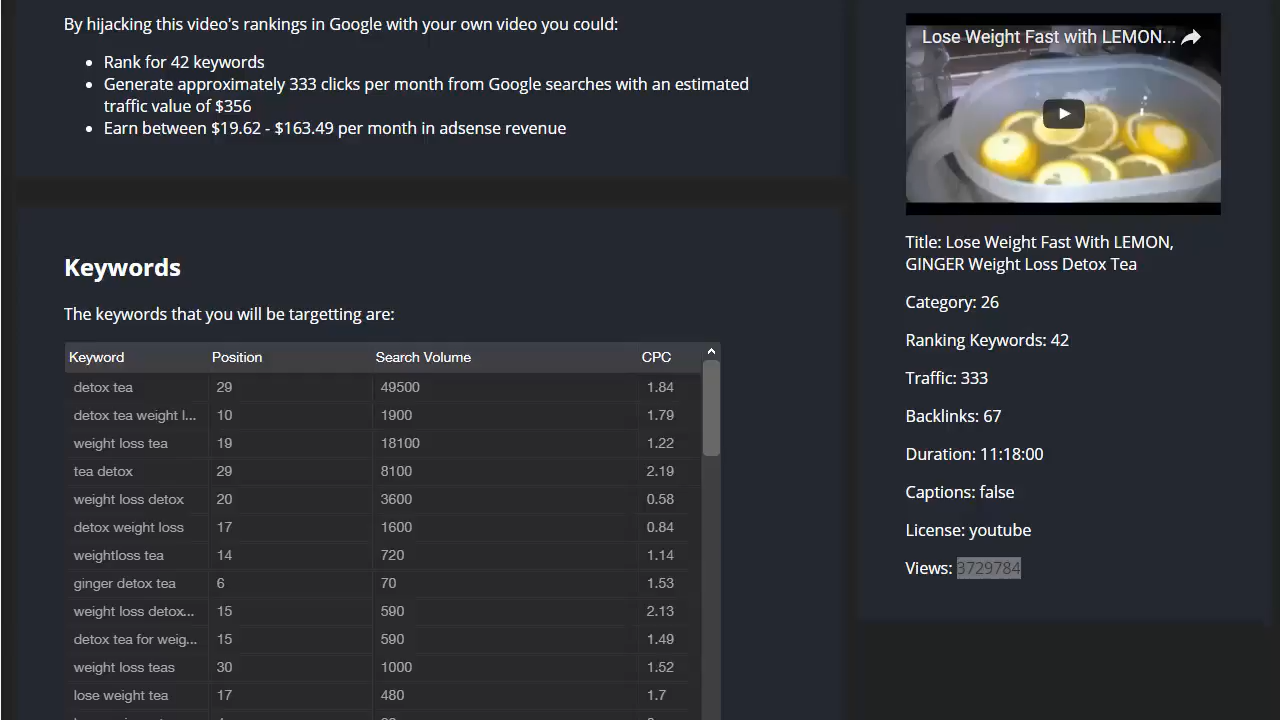 By hijacking this video's rankings in Google with your own video you could:
• Rank for 42 keywords
• Generate approximately 333 clicks per month from Google searches with an estimated
traffic value of $356
• Earn between $19.62 - $163.49 per month in adsense revenue
Keywords
The keywords that you will be targetting are:
Keyword Position Search Volume CPC
detox tea 29 49500 1.84
detox tea weight l... 10 1900 1.79
weight loss tea 19 18100 1.22
tea detox 29 8100 2.19
weight loss detox 20 3600 0.58
detox weight loss 17 1600 0.84
weightloss tea 14 720 1.14
ginger detox tea 6 70 1.53
weight loss detox... 15 590 2.13
detox tea for weig... 15 590 1.49
weight loss teas 30 1000 1.52
lose weight tea 17 480 1.7
Lose Weight Fast with LEMON...
Title: Lose Weight Fast With LEMON,
GINGER Weight Loss Detox Tea
Category: 26
Ranking Keywords: 42
Traffic: 333
Backlinks: 67
Duration: 11:18:00
Captions: false
License: youtube
Views: 3729784